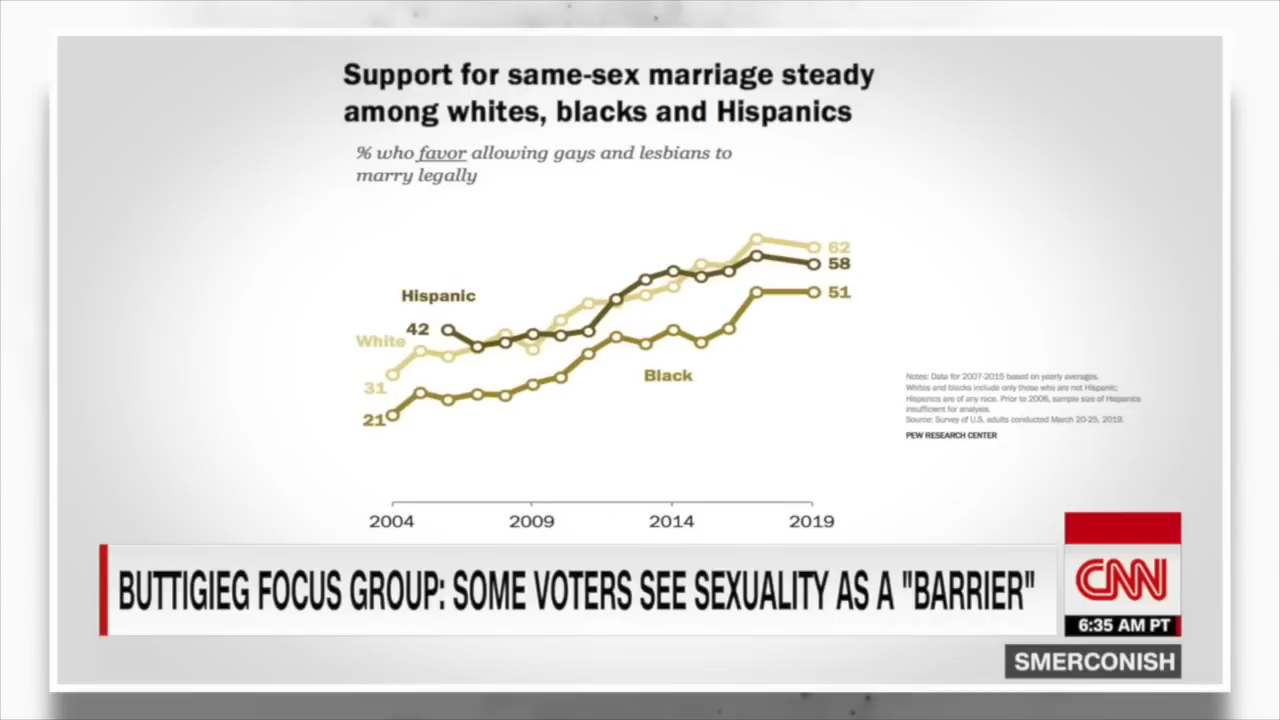 Support for same-sex marriage steady
among whites, blacks and Hispanics
% who favor allowing gays and lesbians to
marry legally
Hispanic
42
White
31
21
Black
62
58
51
Notes: Data for 2007-2015 based on yearly averages.
Whites and blacks include only those who are not Hispanic;
Hispanics are of any race. Prior to 2006, sample size of Hispanics
insufficient for analysis.
Source: Survey of U.S. adults conducted March 20-25, 2019.
PEW RESEARCH CENTER
2004 2009 2014 2019
BUTTIGIEG FOCUS GROUP: SOME VOTERS SEE SEXUALITY AS A "BARRIER"
CNN
6:35 AM PT
SMERCONISH